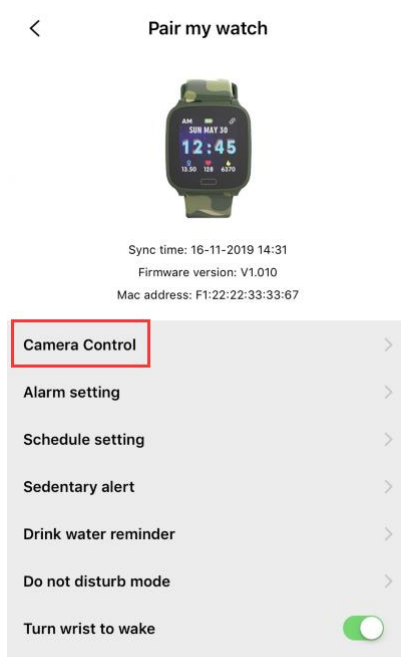 Pair my watch
AM
SUN MAY 30
12:45
13.50 128 6370
Sync time: 16-11-2019 14:31
Firmware version: V1.010
Mac address: F1:22:22:33:33:67
Camera Control
Alarm setting
Schedule setting
Sedentary alert
Drink water reminder
Do not disturb mode
Turn wrist to wake